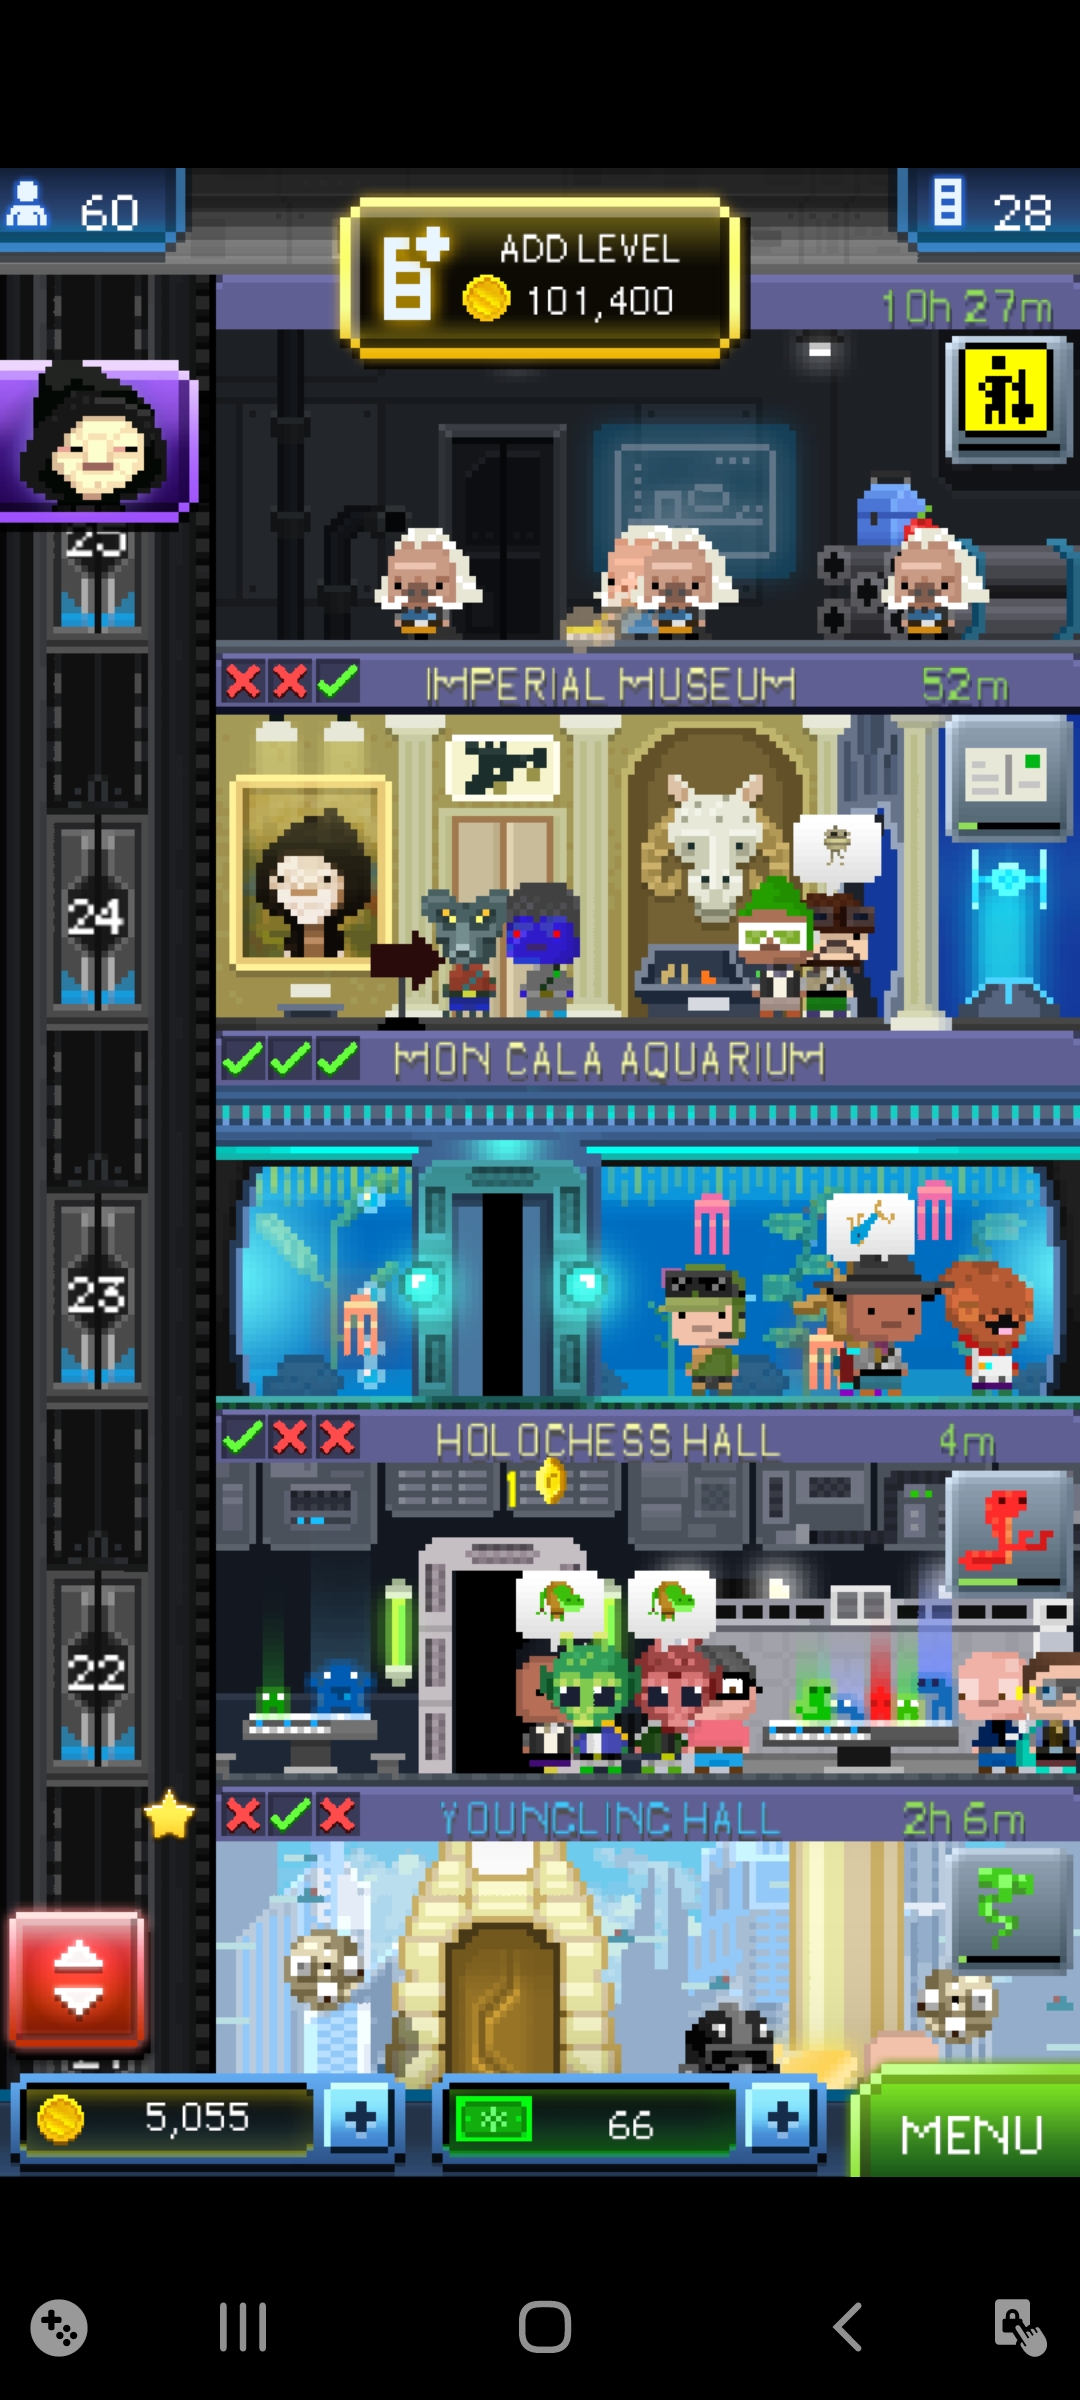 60
ADD LEVEL
101,400
28
10h 27m
25
IMPERIAL MUSEUM
52m
24
MON CALA AQUARIUM
23
HOLOCHESS HALL
4m
1
22
YOUNGLING HALL
2h 6m
5,055
66
MENU